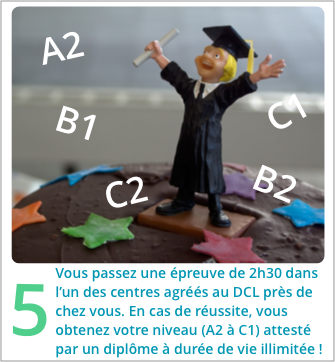 A2
B1
C1
C2
B2
5
Vous passez une épreuve de 2h30 dans
l'un des centres agréés au DCL près de
chez vous. En cas de réussite, vous
obtenez votre niveau (A2 à C1) attesté
par un diplôme à durée de vie illimitée !